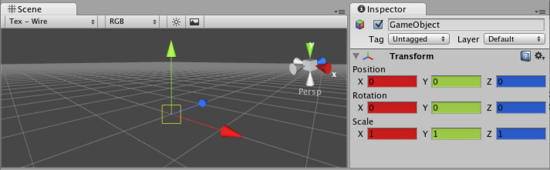 Scene
Tex - Wire
RGB
y
x
Persp
Inspector
GameObject
Tag Untagged Layer Default
Transform
Position
X 0 Y 0 Z 0
Rotation
X 0 Y 0 Z 0
Scale
X 1 Y 1 Z 1